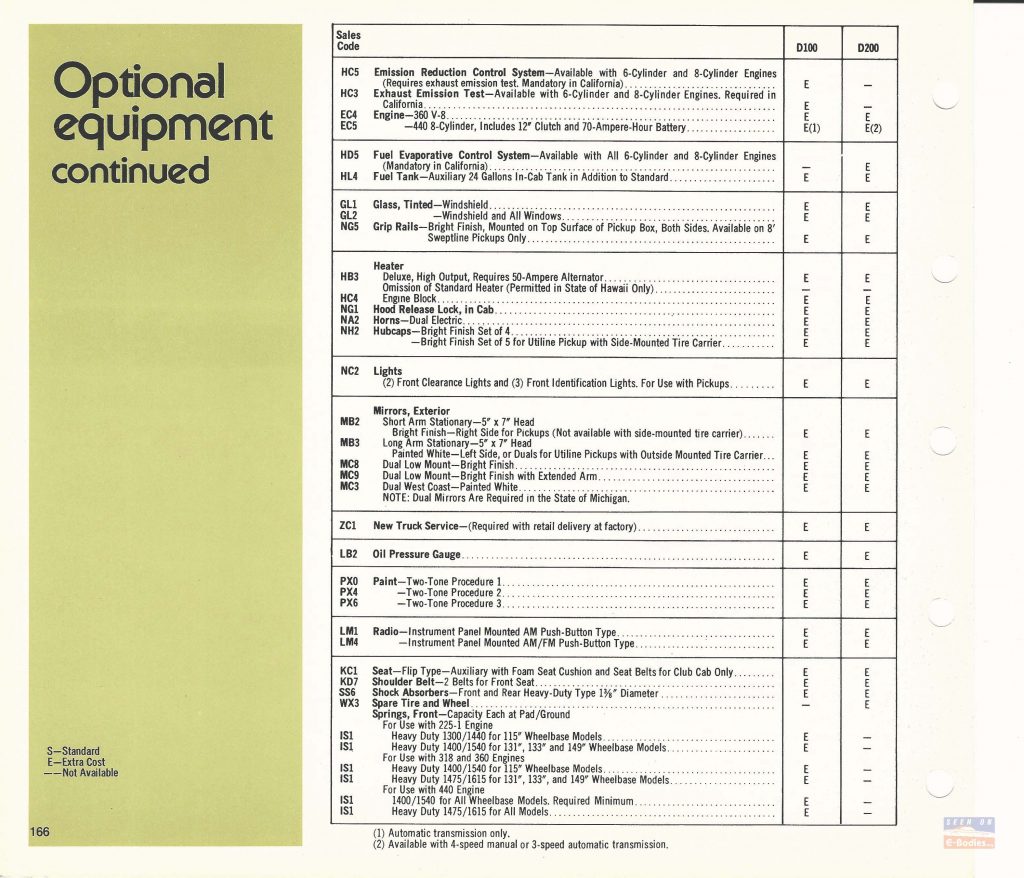 Optional
equipment
continued
S—Standard
E—Extra Cost
——Not Available
166
Sales
Code D100 D200
HC5 Emission Reduction Control System—Available with 6-Cylinder and 8-Cylinder Engines
(Requires exhaust emission test. Mandatory in California) E —
HC3 Exhaust Emission Test—Available with 6-Cylinder and 8-Cylinder Engines. Required in
California E —
EC4 Engine—360 V-8 E E
EC5 —440 8-Cylinder, Includes 12" Clutch and 70-Ampere-Hour Battery E(1) E(2)
HD5 Fuel Evaporative Control System—Available with All 6-Cylinder and 8-Cylinder Engines
(Mandatory in California) — E
HL4 Fuel Tank—Auxiliary 24 Gallons In-Cab Tank in Addition to Standard E E
GL1 Glass, Tinted—Windshield E E
GL2 —Windshield and All Windows E E
NG5 Grip Rails—Bright Finish, Mounted on Top Surface of Pickup Box, Both Sides. Available on 8'
Sweptline Pickups Only E E
Heater
HB3 Deluxe, High Output, Requires 50-Ampere Alternator E E
Omission of Standard Heater (Permitted in State of Hawaii Only) — —
HC4 Engine Block E E
NG1 Hood Release Lock, in Cab E E
NA2 Horns—Dual Electric E E
NH2 Hubcaps—Bright Finish Set of 4 E E
—Bright Finish Set of 5 for Utiline Pickup with Side-Mounted Tire Carrier E E
NC2 Lights
(2) Front Clearance Lights and (3) Front Identification Lights. For Use with Pickups E E
Mirrors, Exterior
MB2 Short Arm Stationary—5" x 7" Head
Bright Finish—Right Side for Pickups (Not available with side-mounted tire carrier) E E
MB3 Long Arm Stationary—5" x 7" Head
Painted White—Left Side, or Duals for Utiline Pickups with Outside Mounted Tire Carrier E E
MC8 Dual Low Mount—Bright Finish E E
MC9 Dual Low Mount—Bright Finish with Extended Arm E E
MC3 Dual West Coast—Painted White E E
NOTE: Dual Mirrors Are Required in the State of Michigan.
ZC1 New Truck Service—(Required with retail delivery at factory) E E
LB2 Oil Pressure Gauge E E
PX0 Paint—Two-Tone Procedure 1 E E
PX4 —Two-Tone Procedure 2 E E
PX6 —Two-Tone Procedure 3 E E
LM1 Radio—Instrument Panel Mounted AM Push-Button Type E E
LM4 —Instrument Panel Mounted AM/FM Push-Button Type E E
KC1 Seat—Flip Type—Auxiliary with Foam Seat Cushion and Seat Belts for Club Cab Only E E
KD7 Shoulder Belt—2 Belts for Front Seat E E
SS6 Shock Absorbers—Front and Rear Heavy-Duty Type 1⅜" Diameter E E
WX3 Spare Tire and Wheel — E
Springs, Front—Capacity Each at Pad/Ground
For Use with 225-1 Engine
IS1 Heavy Duty 1300/1440 for 115" Wheelbase Models E —
IS1 Heavy Duty 1400/1540 for 131", 133" and 149" Wheelbase Models E —
For Use with 318 and 360 Engines
IS1 Heavy Duty 1400/1540 for 115" Wheelbase Models E —
IS1 Heavy Duty 1475/1615 for 131", 133", and 149" Wheelbase Models E —
For Use with 440 Engine
IS1 1400/1540 for All Wheelbase Models. Required Minimum E —
IS1 Heavy Duty 1475/1615 for All Models E —
(1) Automatic transmission only.
(2) Available with 4-speed manual or 3-speed automatic transmission.
SEEN ON
E-Bodies